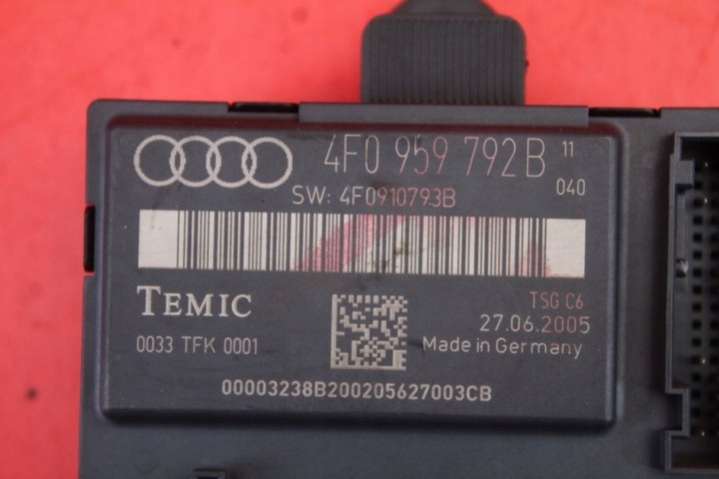 4F0 959 792B 11
040
SW: 4F0910793B
TEMIC
TSG C6
27.06.2005
0033 TFK 0001
Made in Germany
00003238B200205627003CB